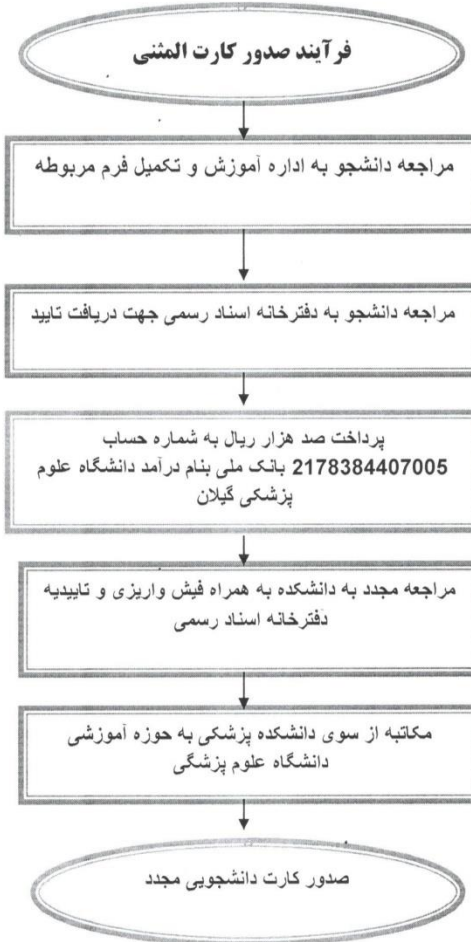 فرآیند صدور کارت المثنی
مراجعه دانشجو به اداره آموزش و تکمیل فرم مربوطه
مراجعه دانشجو به دفترخانه اسناد رسمی جهت دریافت تایید
پرداخت صد هزار ریال به شماره حساب
2178384407005 بانک ملی بنام درآمد دانشگاه علوم
پزشکی گیلان
مراجعه مجدد به دانشکده به همراه فیش واریزی و تاییدیه
دفترخانه اسناد رسمی
مکاتبه از سوی دانشکده پزشکی به حوزه آموزشی
دانشگاه علوم پزشگی
صدور کارت دانشجویی مجدد